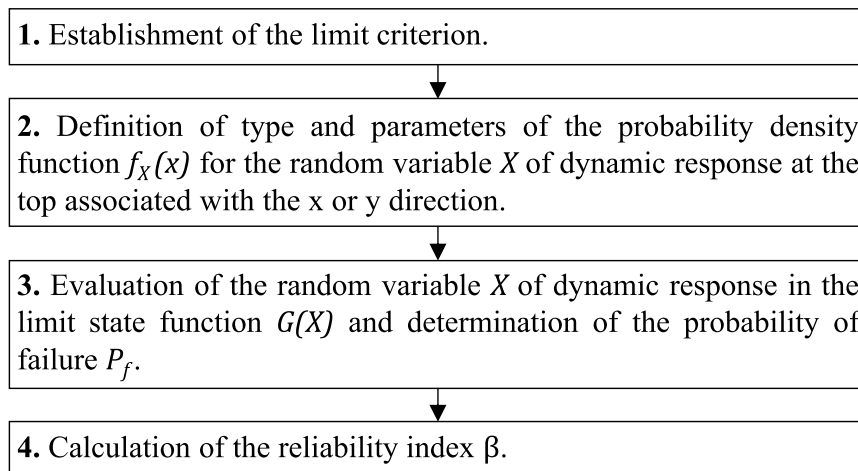 1. Establishment of the limit criterion.
2. Definition of type and parameters of the probability density
function f_X(x) for the random variable X of dynamic response at the
top associated with the x or y direction.
3. Evaluation of the random variable X of dynamic response in the
limit state function G(X) and determination of the probability of
failure P_f.
4. Calculation of the reliability index β.